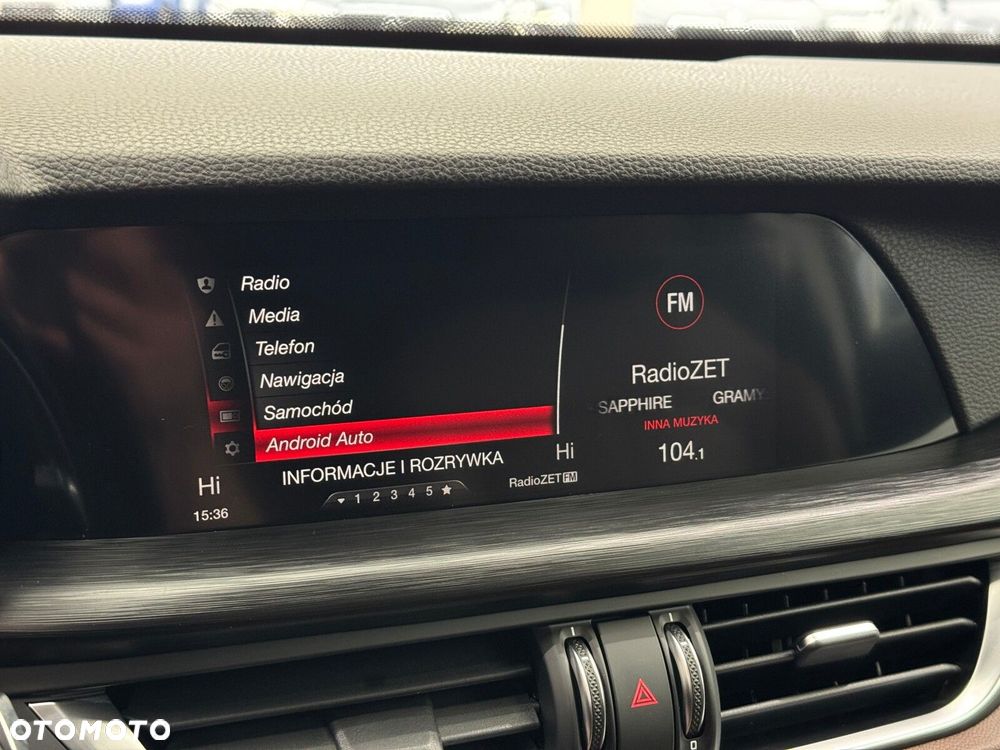 Radio
Media
Telefon
Nawigacja
Samochód
Android Auto
INFORMACJE I ROZRYWKA
1 2 3 4 5
Hi
15:36
Hi
RadioZET FM
FM
RadioZET
SAPPHIRE GRAMY
INNA MUZYKA
104.1
OTOMOTO